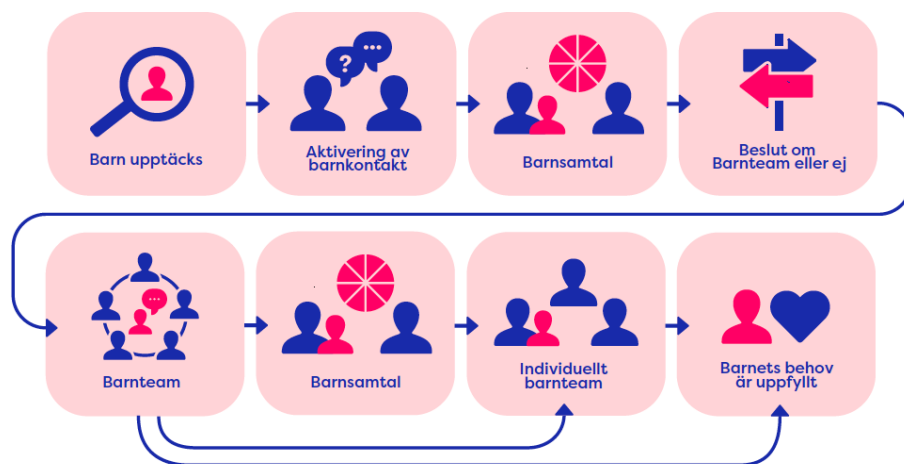 ?
Barn upptäcks
Aktivering av
barnkontakt
Barnsamtal
Beslut om
Barnteam eller ej
Barnteam
Barnsamtal
Individuellt
barnteam
Barnets behov
är uppfyllt